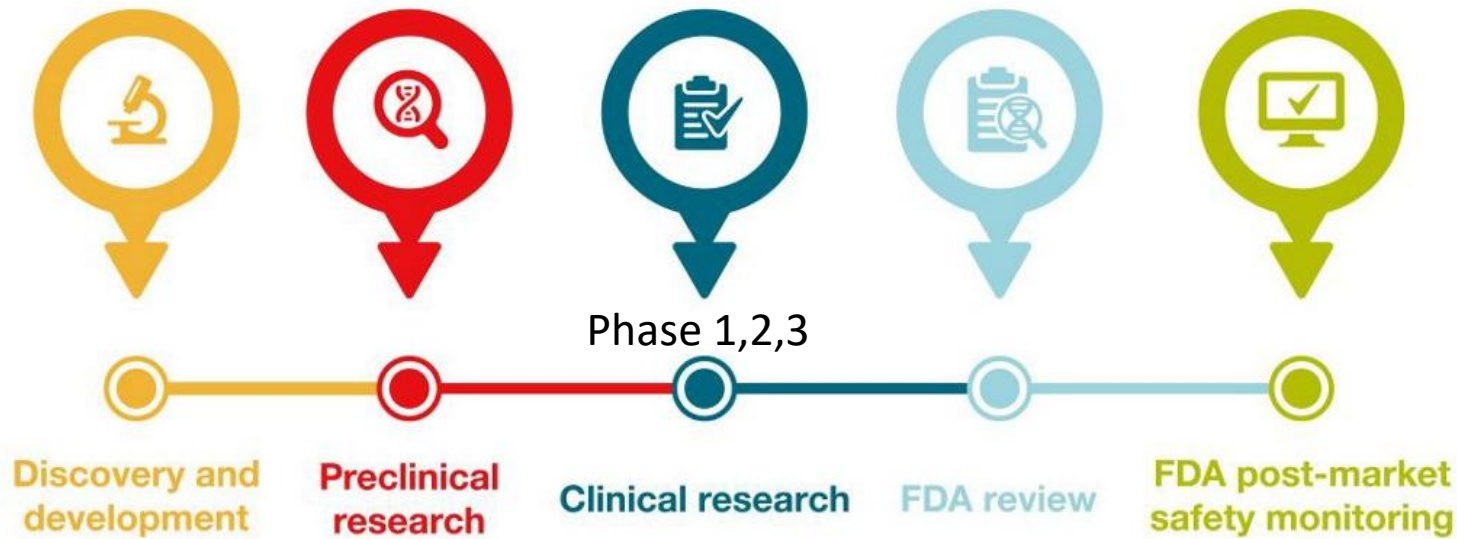 Phase 1,2,3
Discovery and
development
Preclinical
research
Clinical research
FDA review
FDA post-market
safety monitoring